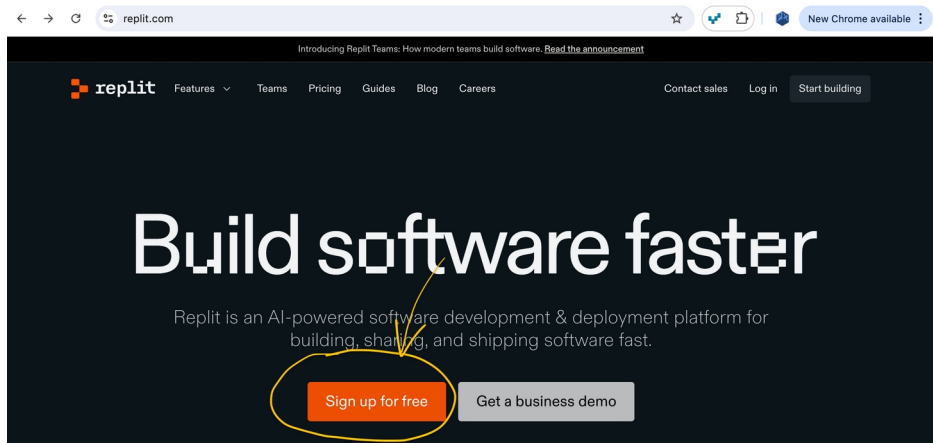 replit.com
New Chrome available
Introducing Replit Teams: How modern teams build software. Read the announcement
replit Features Teams Pricing Guides Blog Careers Contact sales Log in Start building
Build software faster
Replit is an AI-powered software development & deployment platform for
building, sharing, and shipping software fast.
Sign up for free
Get a business demo